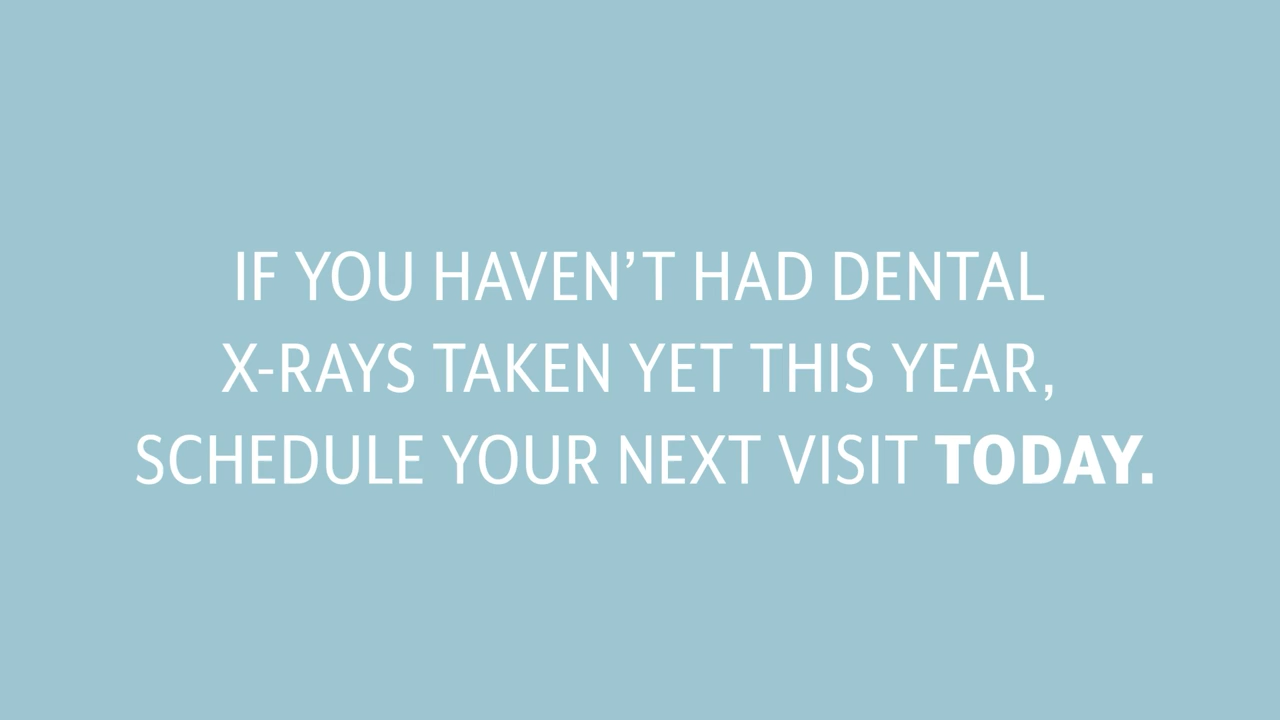 IF YOU HAVEN’T HAD DENTAL
X-RAYS TAKEN YET THIS YEAR,
SCHEDULE YOUR NEXT VISIT TODAY.